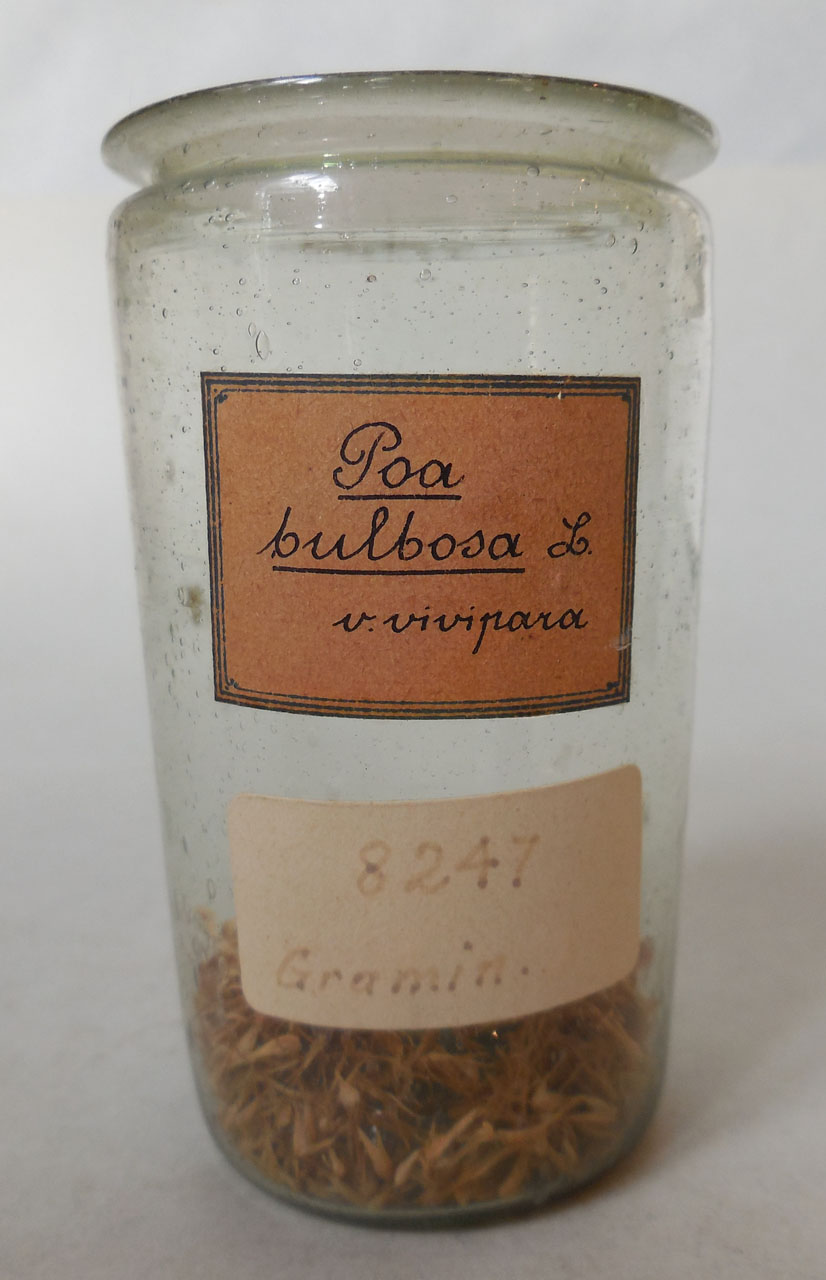 Poa
bulbosa L.
v. vivipara
8247
Gramin.